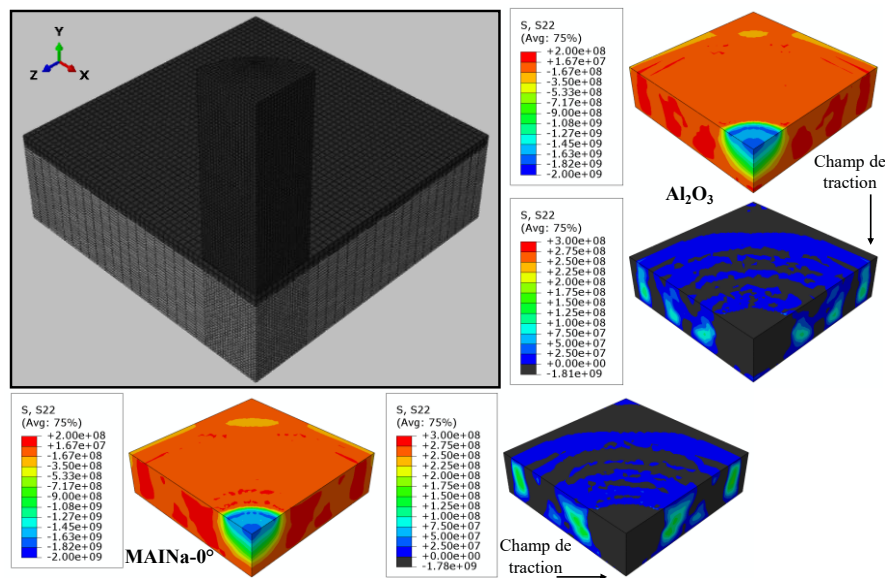 Y
Z
X
S, S22
(Avg: 75%)
+2.00e+08
+1.67e+07
-1.67e+08
-3.50e+08
-5.33e+08
-7.17e+08
-9.00e+08
-1.08e+09
-1.27e+09
-1.45e+09
-1.63e+09
-1.82e+09
-2.00e+09
Al₂O₃
Champ de
traction
S, S22
(Avg: 75%)
+3.00e+08
+2.75e+08
+2.50e+08
+2.25e+08
+2.00e+08
+1.75e+08
+1.50e+08
+1.25e+08
+1.00e+08
+7.50e+07
+5.00e+07
+2.50e+07
+0.00e+00
-1.81e+09
S, S22
(Avg: 75%)
+2.00e+08
+1.67e+07
-1.67e+08
-3.50e+08
-5.33e+08
-7.17e+08
-9.00e+08
-1.08e+09
-1.27e+09
-1.45e+09
-1.63e+09
-1.82e+09
-2.00e+09
MAINa-0°
S, S22
(Avg: 75%)
+3.00e+08
+2.75e+08
+2.50e+08
+2.25e+08
+2.00e+08
+1.75e+08
+1.50e+08
+1.25e+08
+1.00e+08
+7.50e+07
+5.00e+07
+2.50e+07
+0.00e+00
-1.78e+09
Champ de
traction